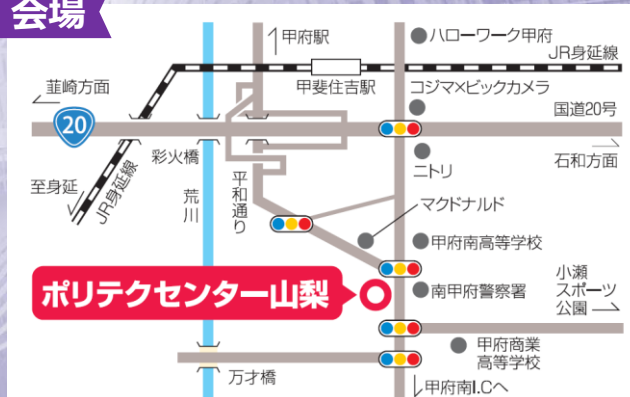 会場
甲府駅
ハローワーク甲府
JR身延線
韮崎方面
甲斐住吉駅
コジマ×ビックカメラ
国道20号
20
彩火橋
ニトリ
石和方面
至身延
JR身延線
荒川
平和通り
マクドナルド
甲府南高等学校
ポリテクセンター山梨
南甲府警察署
小瀬
スポーツ
公園
甲府商業
高等学校
万才橋
甲府南I.Cへ